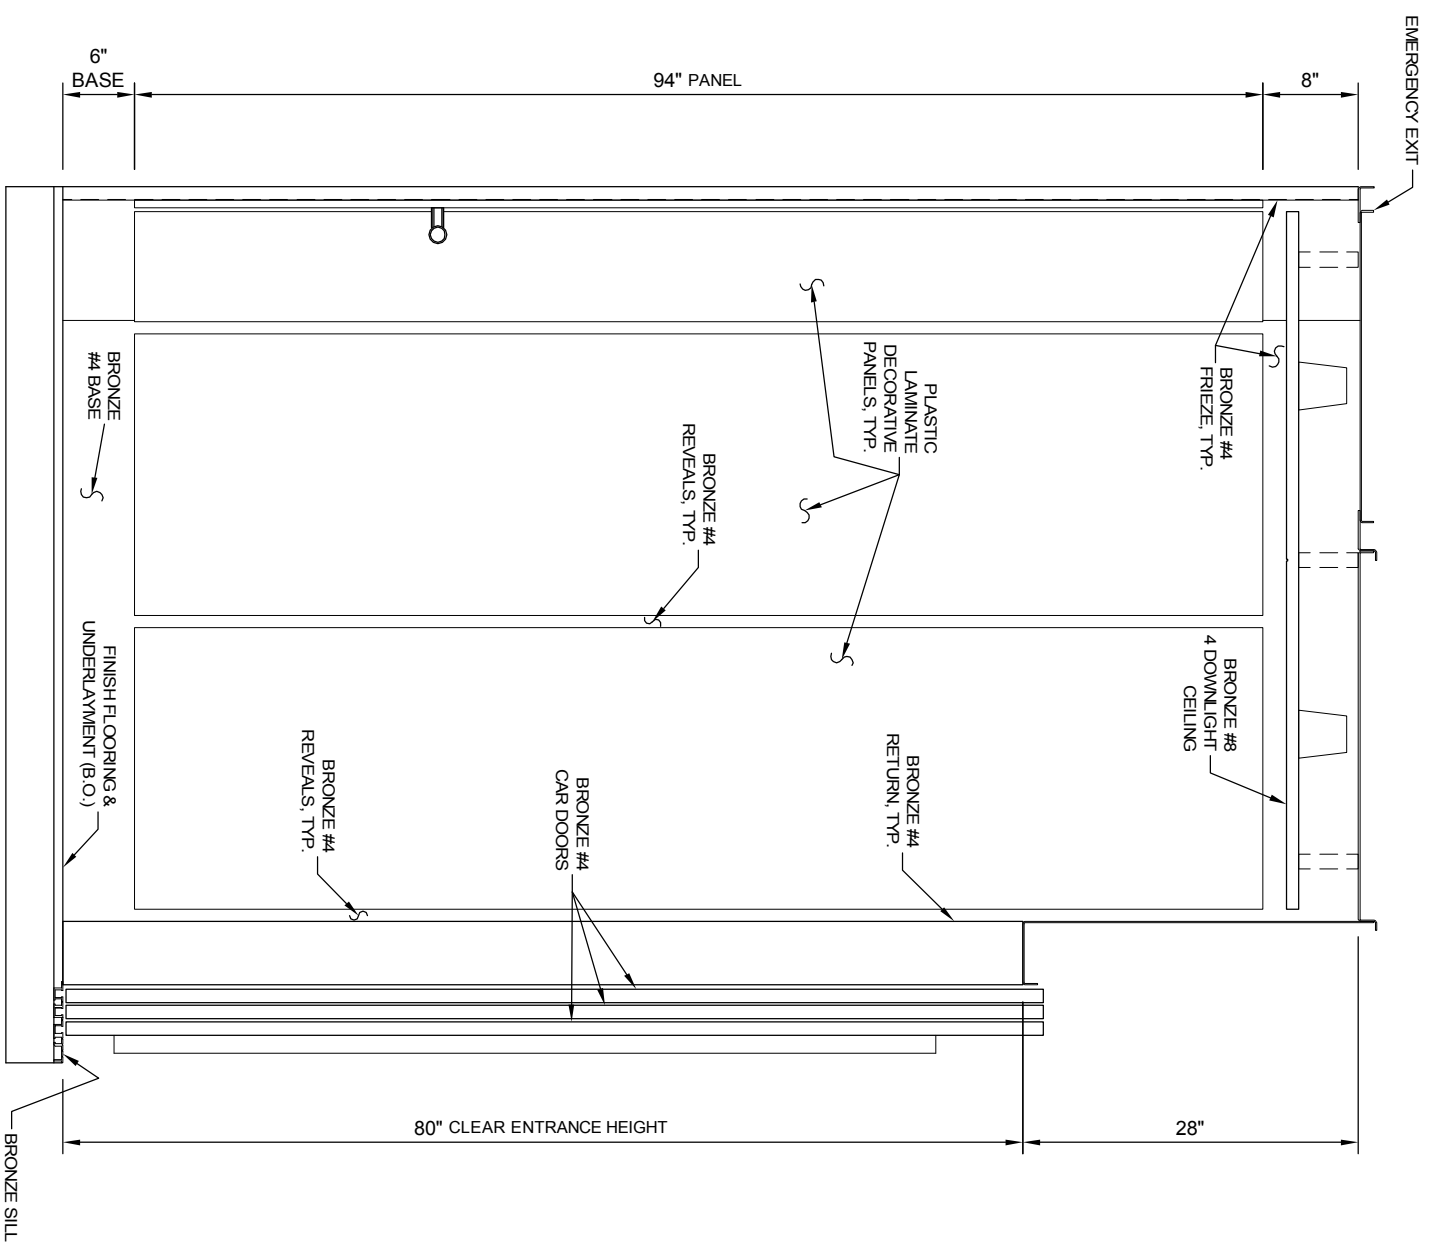 EMERGENCY EXIT
6"
BASE
94" PANEL
8"
BRONZE #4
FRIEZE, TYP.
PLASTIC
LAMINATE
DECORATIVE
PANELS, TYP.
BRONZE
#4 BASE
BRONZE #4
REVEALS, TYP.
BRONZE #8
4 DOWNLIGHT
CEILING
FINISH FLOORING &
UNDERLAYMENT (B.O.)
BRONZE #4
REVEALS, TYP.
BRONZE #4
CAR DOORS
BRONZE #4
RETURN, TYP.
80" CLEAR ENTRANCE HEIGHT
28"
BRONZE SILL